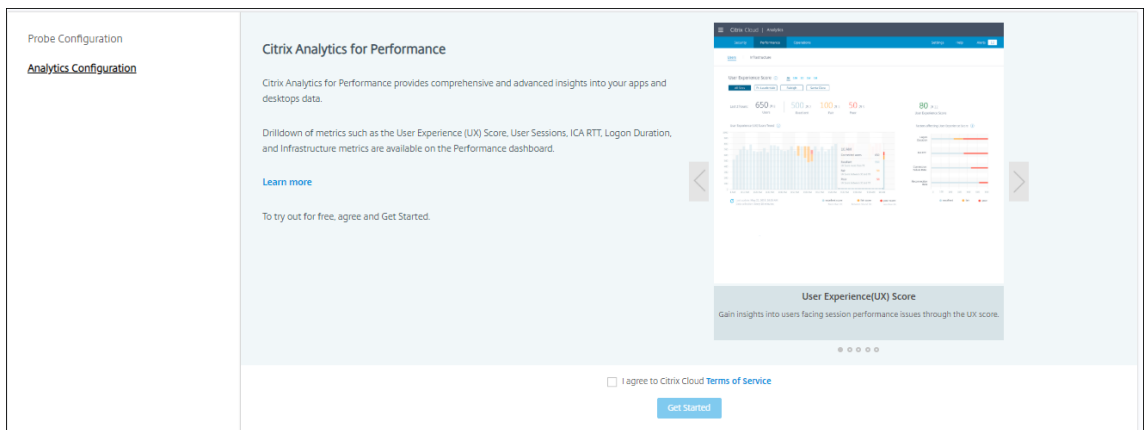 Probe Configuration
Analytics Configuration
Citrix Analytics for Performance
Citrix Analytics for Performance provides comprehensive and advanced insights into your apps and
desktops data.
Drilldown of metrics such as the User Experience (UX) Score, User Sessions, ICA RTT, Logon Duration,
and Infrastructure metrics are available on the Performance dashboard.
Learn more
To try out for free, agree and Get Started.
Citrix Cloud | Analytics
Performance
Infrastructure
User Experience Score
650
500
100
50
80
User Experience(UX) Score
Gain insights into users facing session performance issues through the UX score.
I agree to Citrix Cloud Terms of Service
Get Started